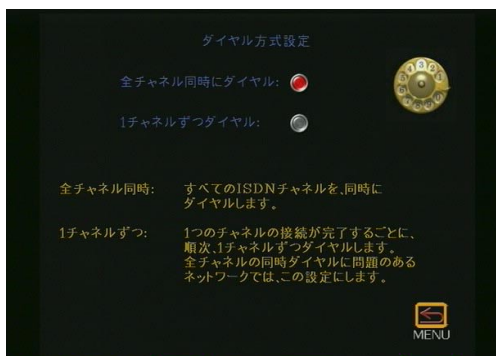 ダイヤル方式設定
全チャネル同時にダイヤル:
1チャネルずつダイヤル:
全チャネル同時: すべてのISDNチャネルを、同時に
ダイヤルします。
1チャネルずつ: 1つのチャネルの接続が完了するごとに、
順次、1チャネルずつダイヤルします。
全チャネルの同時ダイヤルに問題のある
ネットワークでは、この設定にします。
MENU